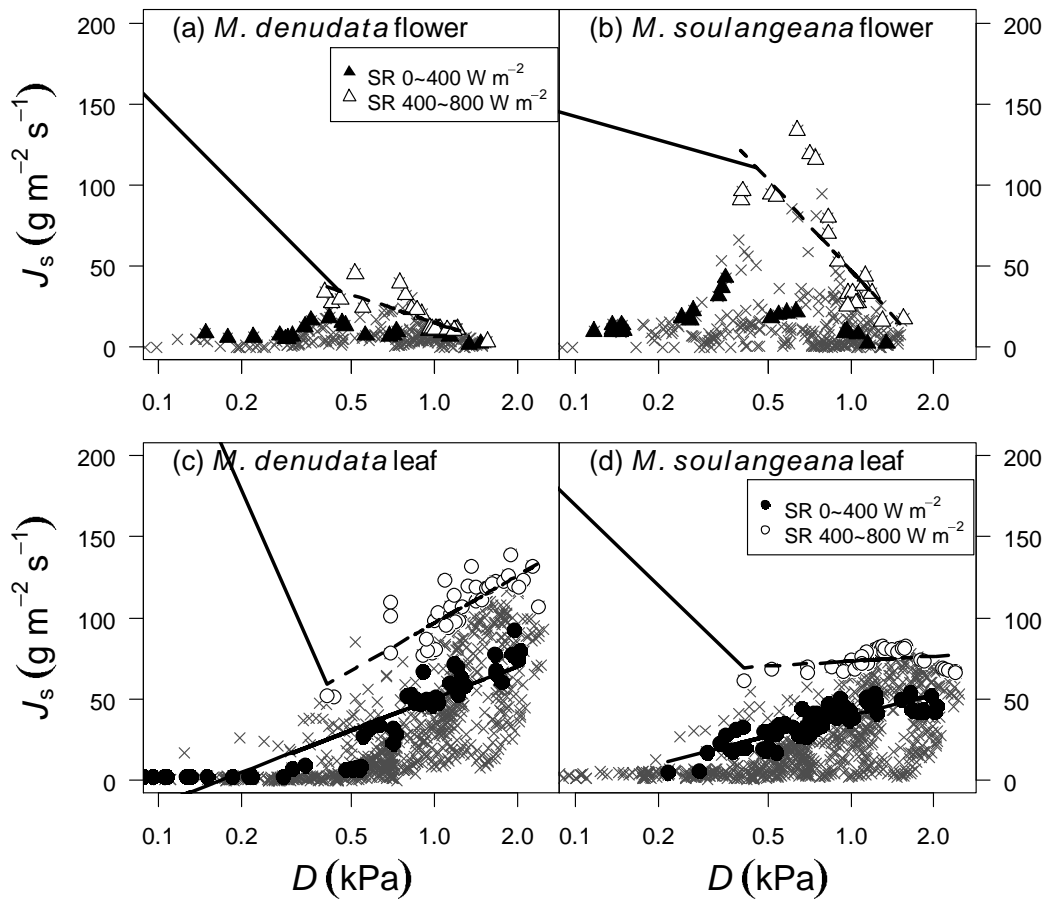 (a) M. denudata flower
(b) M. soulangeana flower
SR 0~400 W m−2
SR 400~800 W m−2
200
150
100
50
0
200
150
100
50
0
Js (g m−2 s−1)
0.1 0.2 0.5 1.0 2.0
0.1 0.2 0.5 1.0 2.0
(c) M. denudata leaf
(d) M. soulangeana leaf
SR 0~400 W m−2
SR 400~800 W m−2
200
150
100
50
0
200
150
100
50
0
Js (g m−2 s−1)
0.1 0.2 0.5 1.0 2.0
0.1 0.2 0.5 1.0 2.0
D (kPa)
D (kPa)